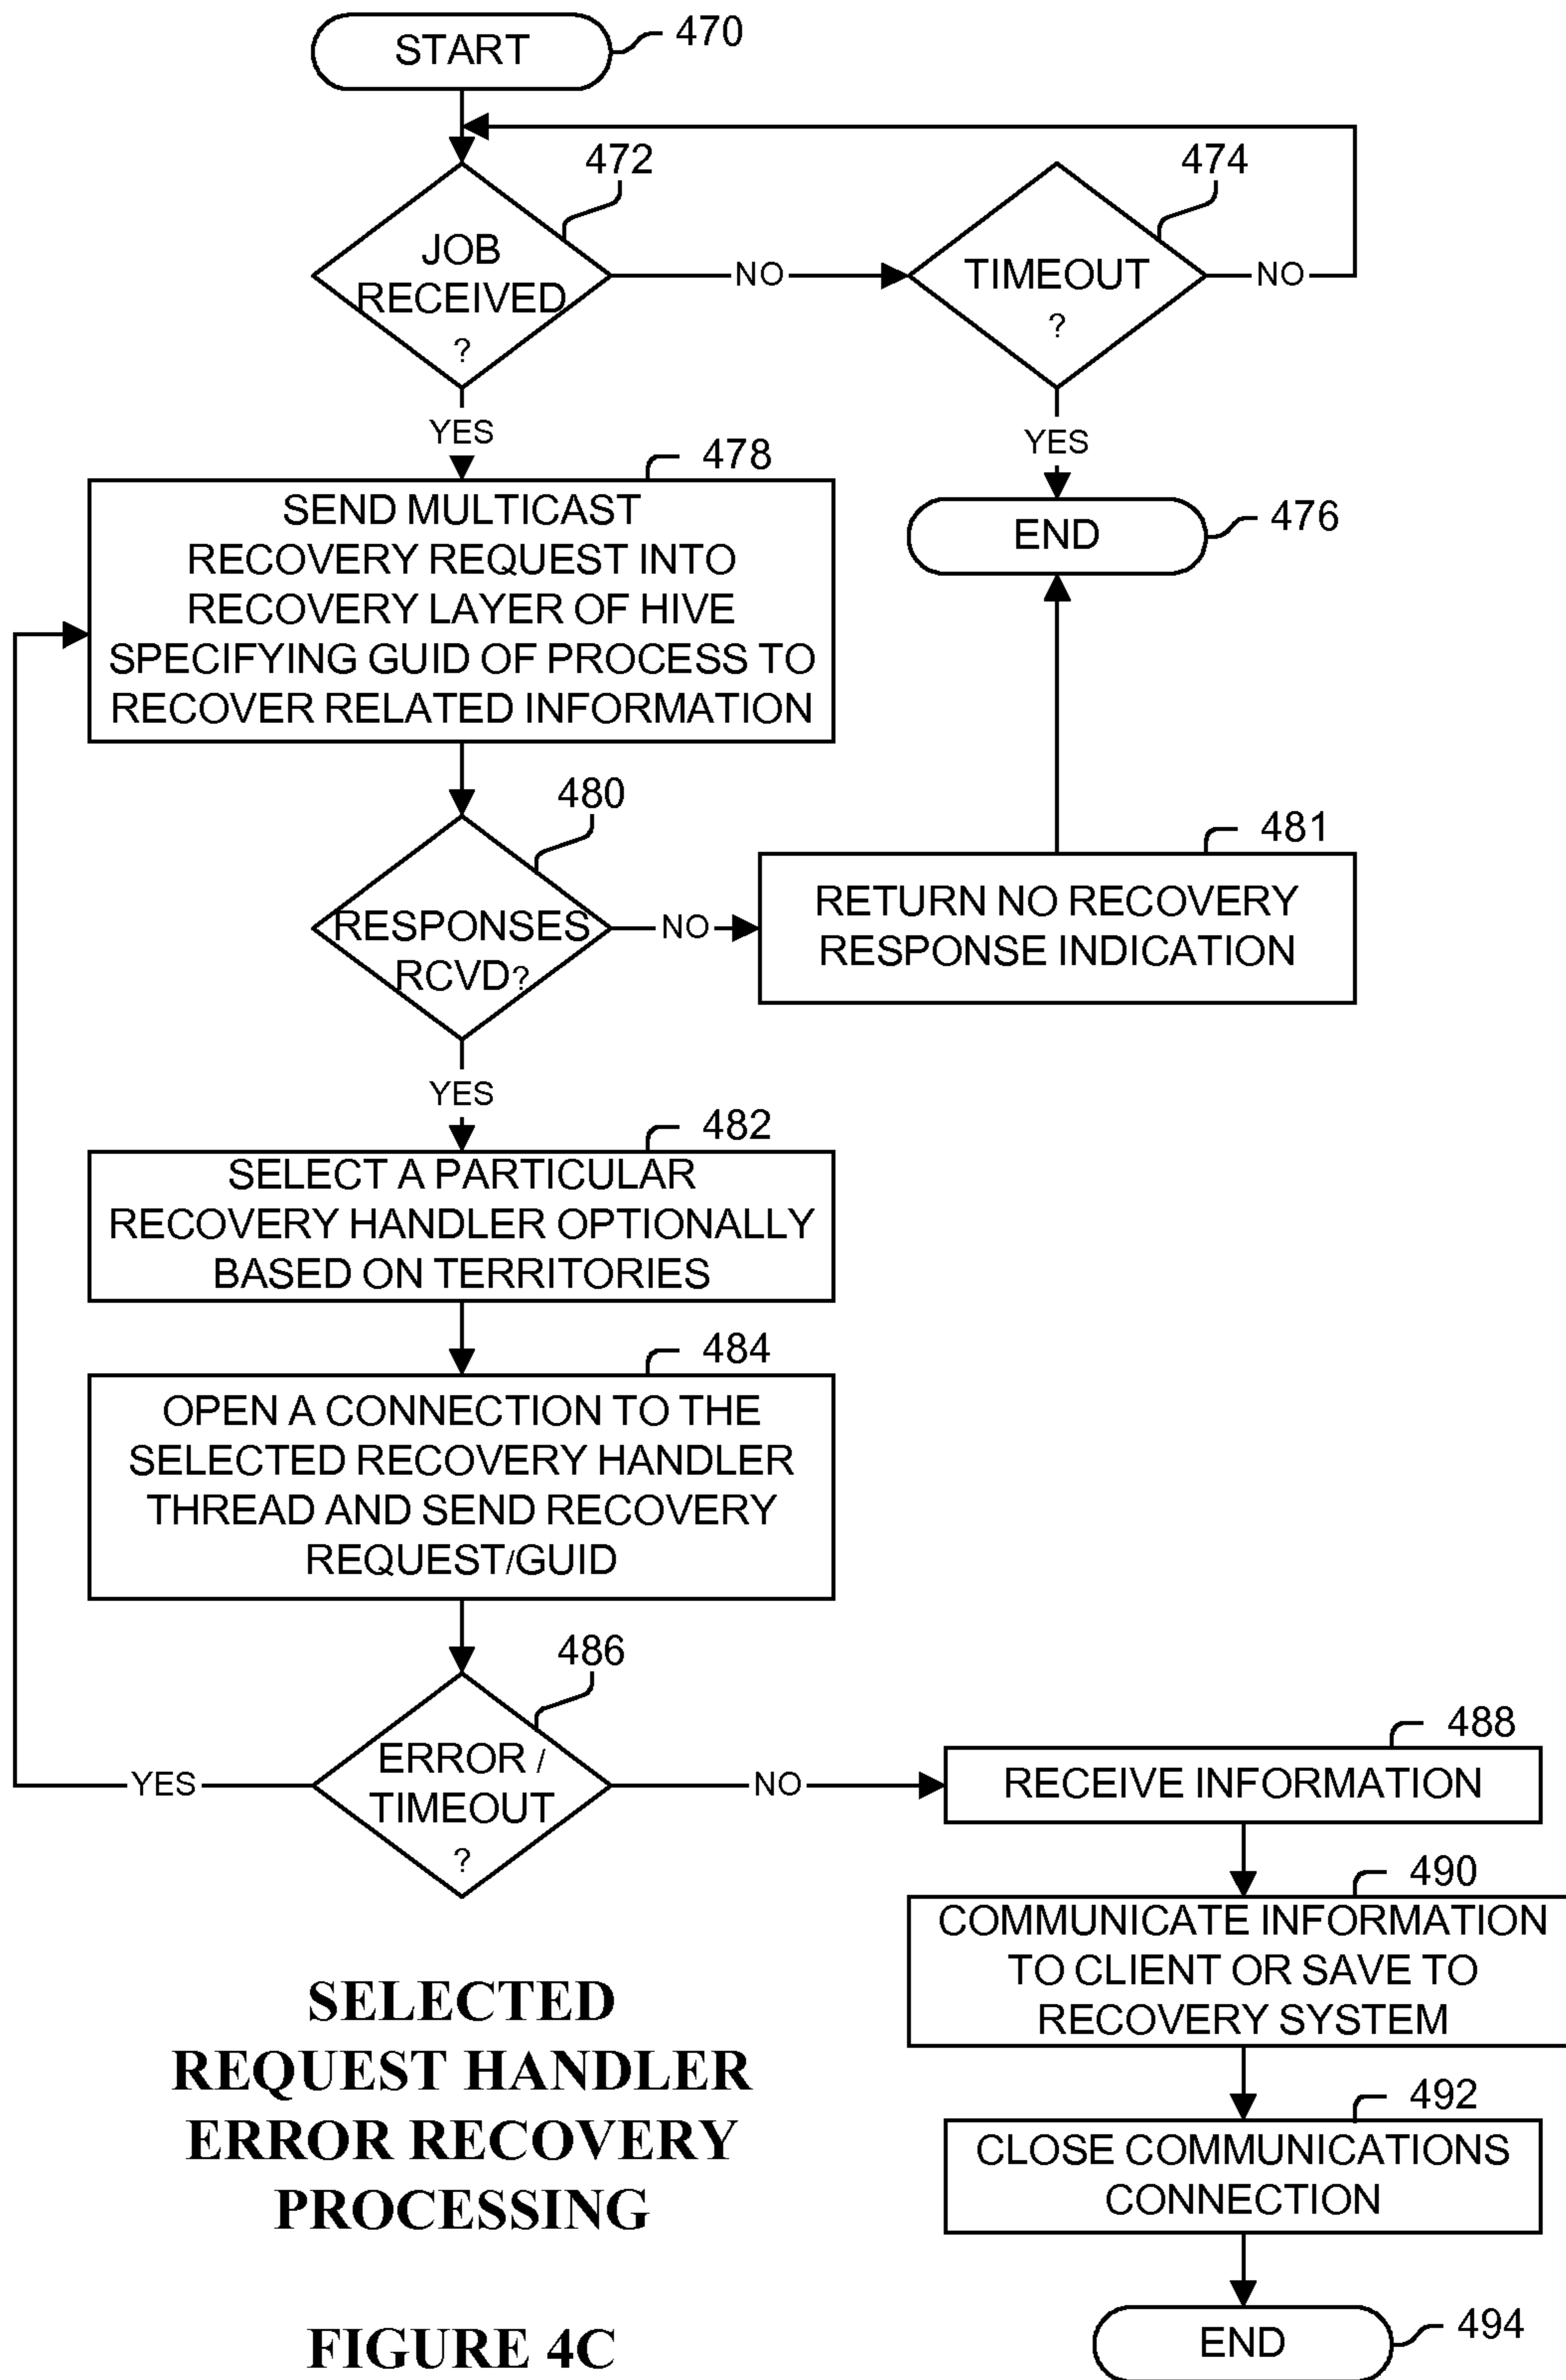 START
470
472
474
JOB
RECEIVED
?
NO
TIMEOUT
?
NO
YES
YES
478
SEND MULTICAST
RECOVERY REQUEST INTO
RECOVERY LAYER OF HIVE
SPECIFYING GUID OF PROCESS TO
RECOVER RELATED INFORMATION
END
476
480
RESPONSES
RCVD?
NO
481
RETURN NO RECOVERY
RESPONSE INDICATION
YES
482
SELECT A PARTICULAR
RECOVERY HANDLER OPTIONALLY
BASED ON TERRITORIES
484
OPEN A CONNECTION TO THE
SELECTED RECOVERY HANDLER
THREAD AND SEND RECOVERY
REQUEST/GUID
486
ERROR /
TIMEOUT
?
YES
NO
488
RECEIVE INFORMATION
490
COMMUNICATE INFORMATION
TO CLIENT OR SAVE TO
RECOVERY SYSTEM
492
CLOSE COMMUNICATIONS
CONNECTION
END
494
SELECTED
REQUEST HANDLER
ERROR RECOVERY
PROCESSING
FIGURE 4C